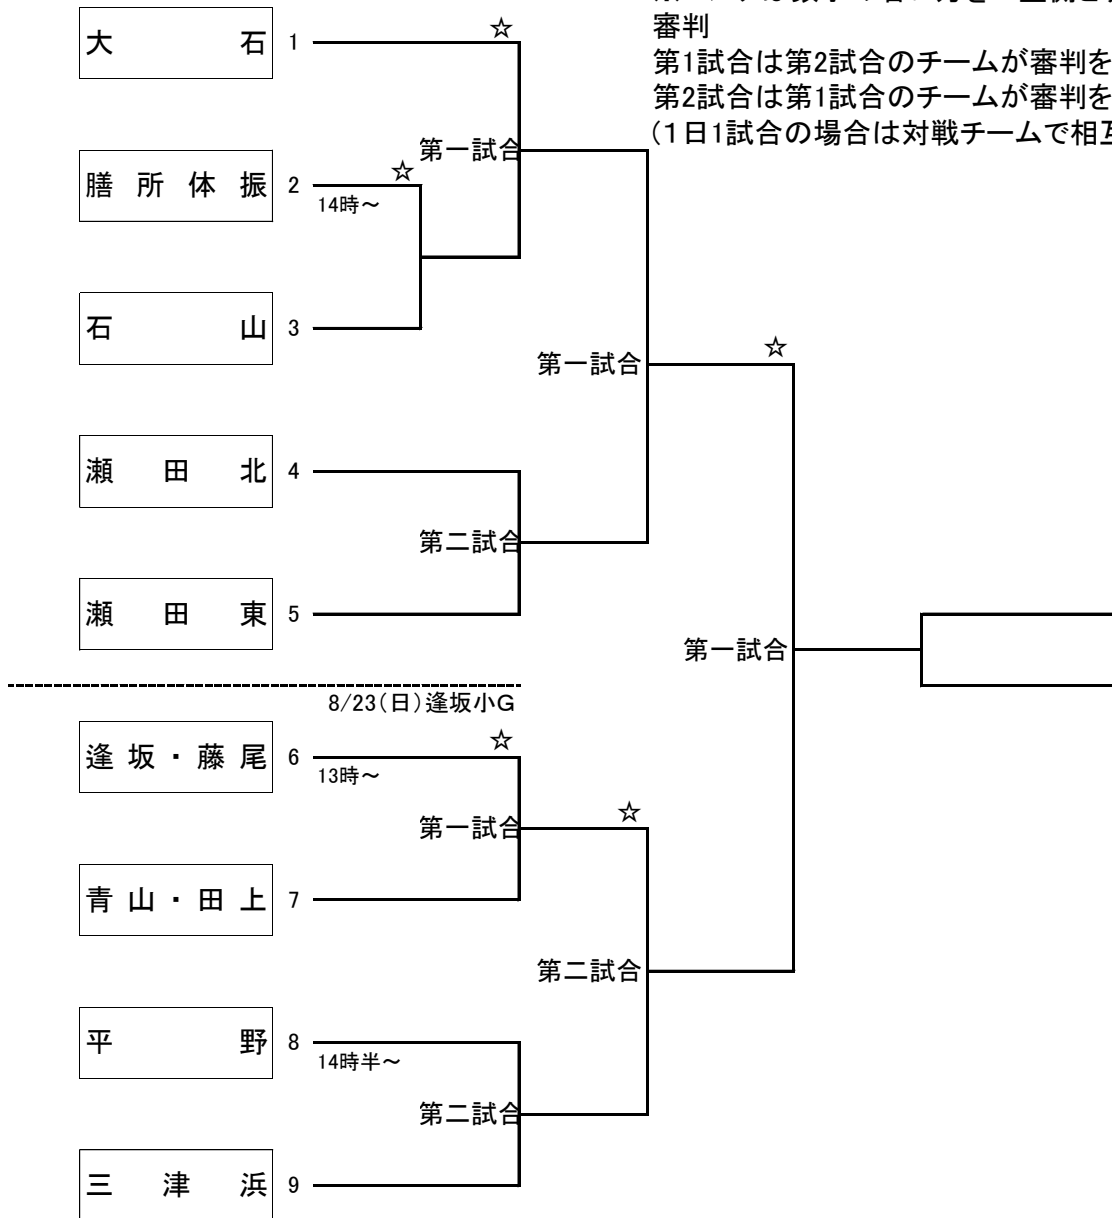 ☆
審判
大石 1
第1試合は第2試合のチームが審判を
第2試合は第1試合のチームが審判を
(1日1試合の場合は対戦チームで相
第一試合
☆
膳所体振 2
14時～
石山 3
☆
第一試合
瀬田北 4
第二試合
瀬田東 5
第一試合
8/23(日)逢坂小G
☆
逢坂・藤尾 6
13時～
☆
第一試合
青山・田上 7
第二試合
平野 8
14時半～
第二試合
三津浜 9